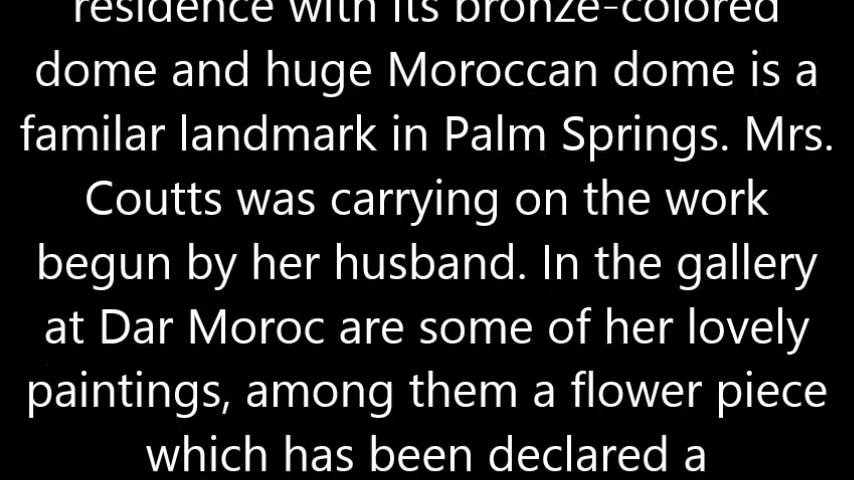 residence with its bronze-colored
dome and huge Moroccan dome is a
familar landmark in Palm Springs. Mrs.
Coutts was carrying on the work
begun by her husband. In the gallery
at Dar Moroc are some of her lovely
paintings, among them a flower piece
which has been declared a